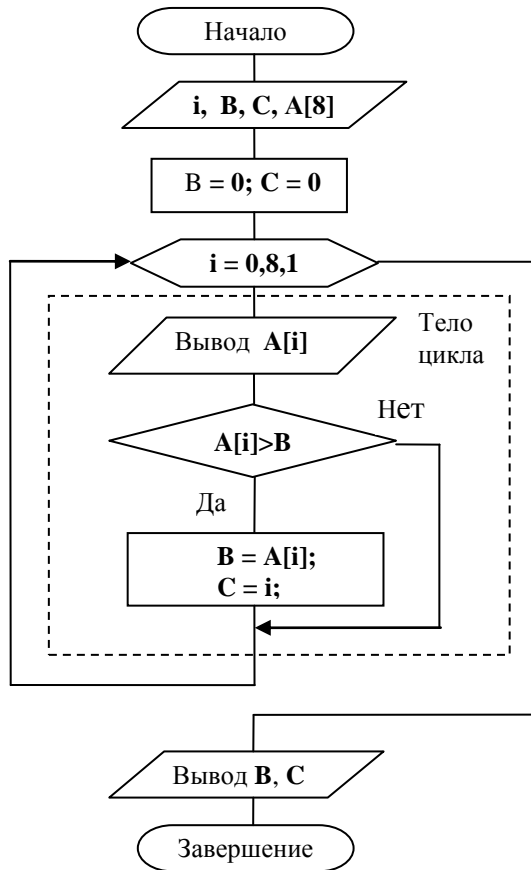 Начало
i, B, C, A[8]
B = 0; C = 0
i = 0,8,1
Вывод A[i]
Тело
цикла
A[i]>B
Нет
Да
B = A[i];
C = i;
Вывод B, C
Завершение